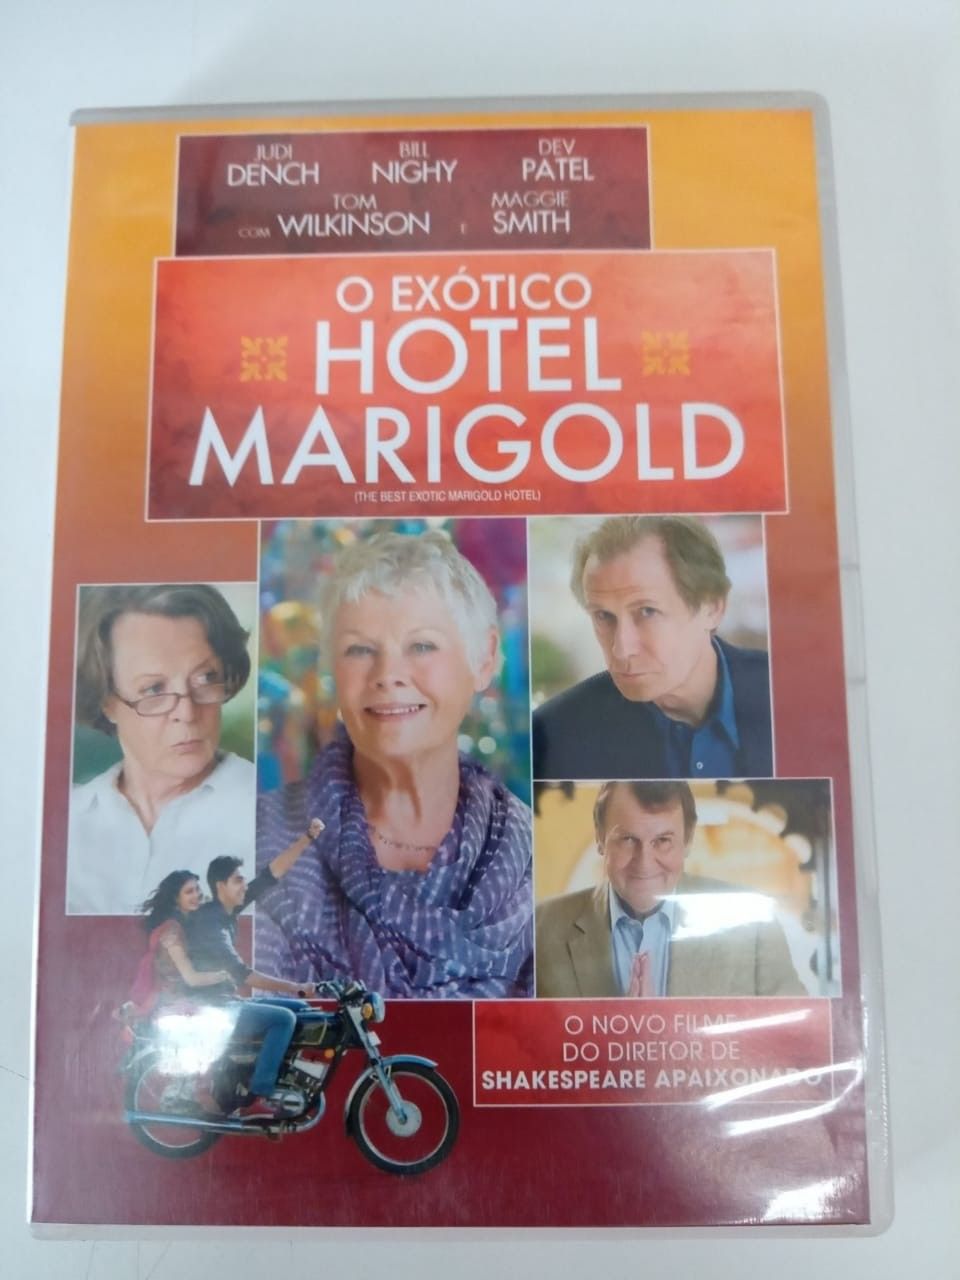 JUDI BILL DEV
DENCH NIGHY PATEL
TOM MAGGIE
COM WILKINSON E SMITH
O EXÓTICO
HOTEL
MARIGOLD
(THE BEST EXOTIC MARIGOLD HOTEL)
O NOVO FILME
DO DIRETOR DE
SHAKESPEARE APAIXONADO